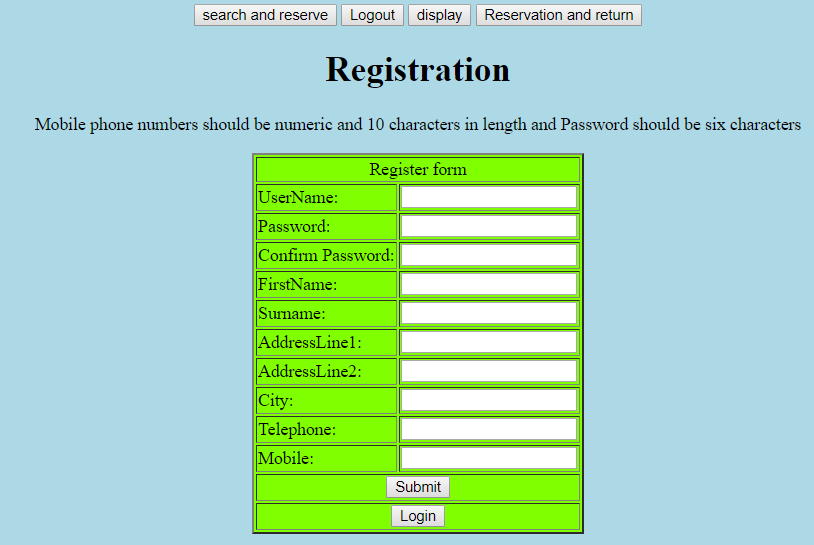 search and reserve Logout display Reservation and return
Registration
Mobile phone numbers should be numeric and 10 characters in length and Password should be six characters
Register form
UserName:
Password:
Confirm Password:
FirstName:
Surname:
AddressLine1:
AddressLine2:
City:
Telephone:
Mobile:
Submit
Login